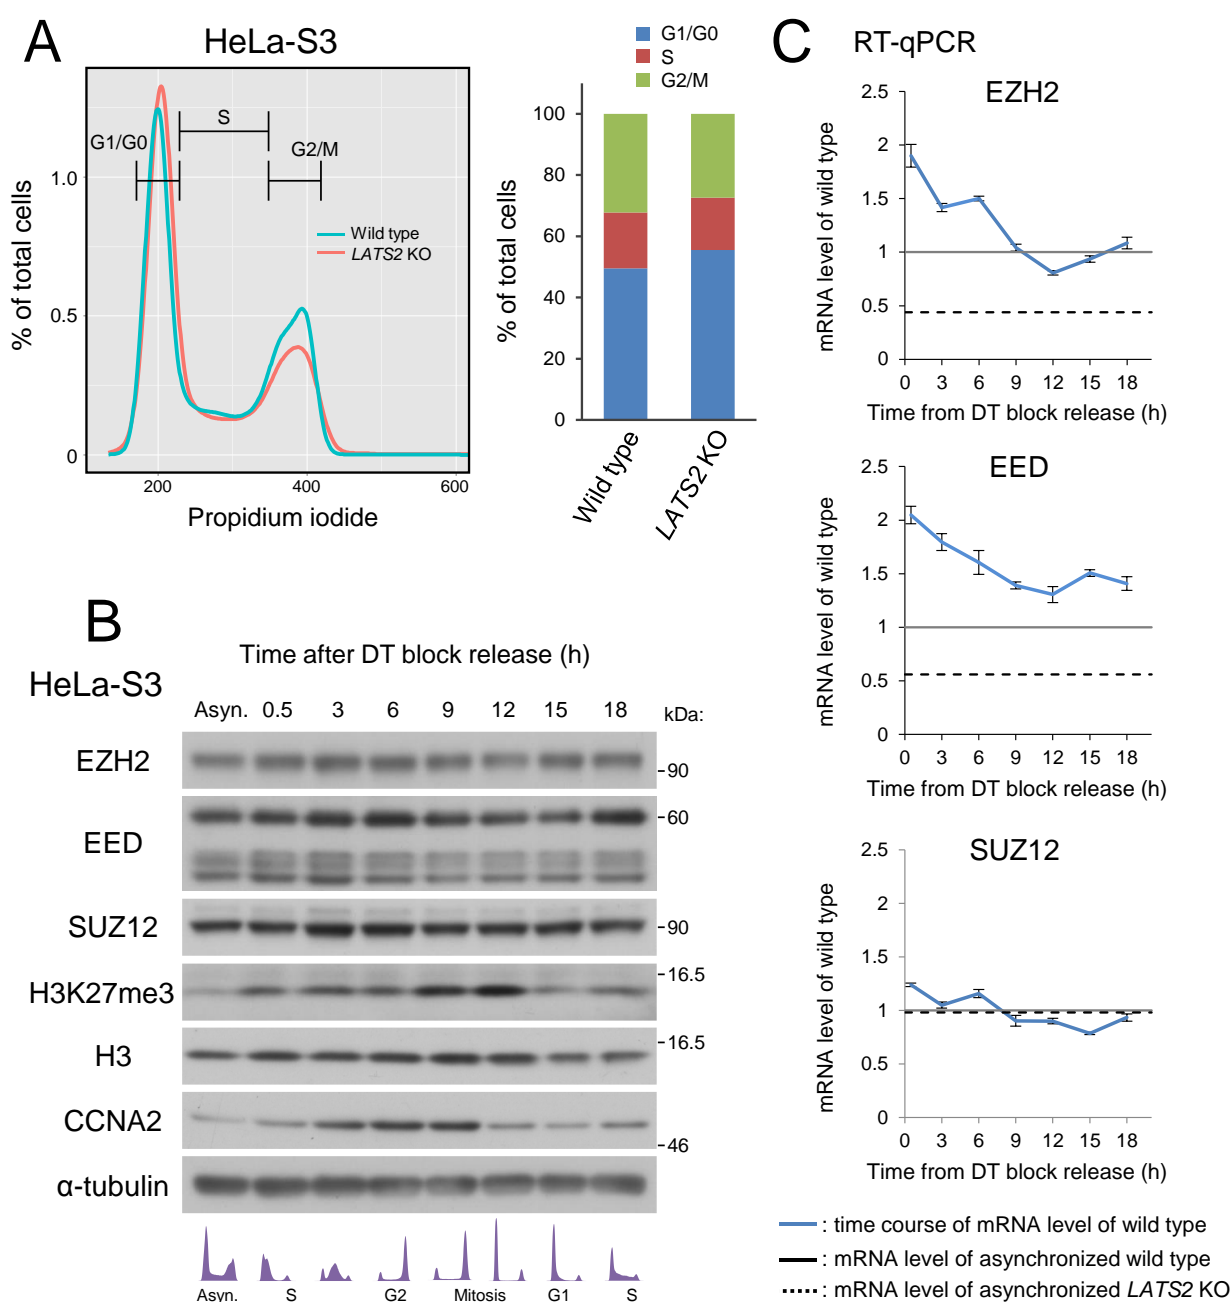 A
HeLa-S3
G1/G0
S
G2/M
% of total cells
1.0
0.5
0
G1/G0
S
G2/M
Wild type
LATS2 KO
200
400
600
Propidium iodide
% of total cells
100
80
60
40
20
0
Wild type
LATS2 KO
B
HeLa-S3
Time after DT block release (h)
Asyn. 0.5 3 6 9 12 15 18 kDa:
EZH2
90
EED
60
SUZ12
90
H3K27me3
16.5
H3
16.5
CCNA2
46
α-tubulin
Asyn. S G2 Mitosis G1 S
C
RT-qPCR
EZH2
mRNA level of wild type
2.5
2
1.5
1
0.5
0
0 3 6 9 12 15 18
Time from DT block release (h)
EED
mRNA level of wild type
2.5
2
1.5
1
0.5
0
0 3 6 9 12 15 18
Time from DT block release (h)
SUZ12
mRNA level of wild type
2.5
2
1.5
1
0.5
0
0 3 6 9 12 15 18
Time from DT block release (h)
: time course of mRNA level of wild type
: mRNA level of asynchronized wild type
: mRNA level of asynchronized LATS2 KO